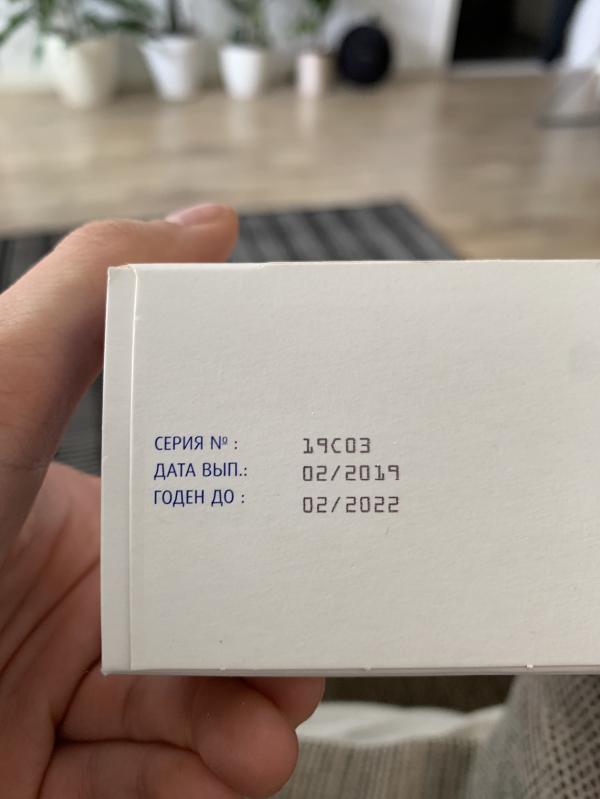 СЕРИЯ № : 19C03
ДАТА ВЫП.: 02/2019
ГОДЕН ДО : 02/2022